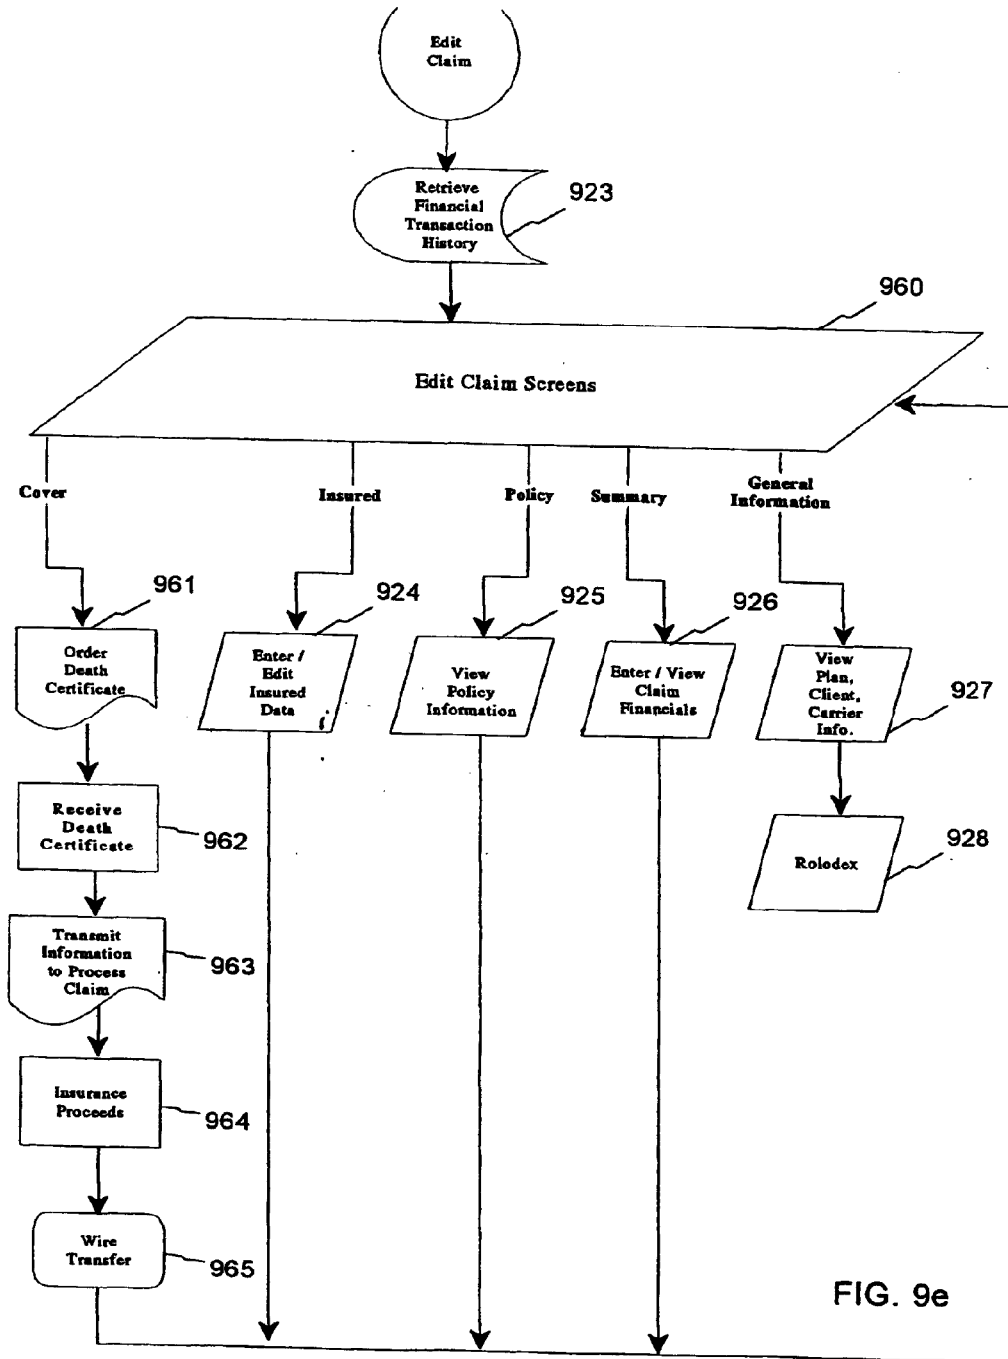 Edit
Claim
Retrieve
Financial
Transaction
History
923
960
Edit Claim Screens
Cover
Insured
Policy
Summary
General
Information
961
924
925
926
Order
Death
Certificate
Enter /
Edit
Insured
Data
View
Policy
Information
Enter / View
Claim
Financials
View
Plan,
Client,
Carrier
Info.
927
Receive
Death
Certificate
962
Rolodex
928
Transmit
Information
to Process
Claim
963
Insurance
Proceeds
964
Wire
Transfer
965
FIG. 9e